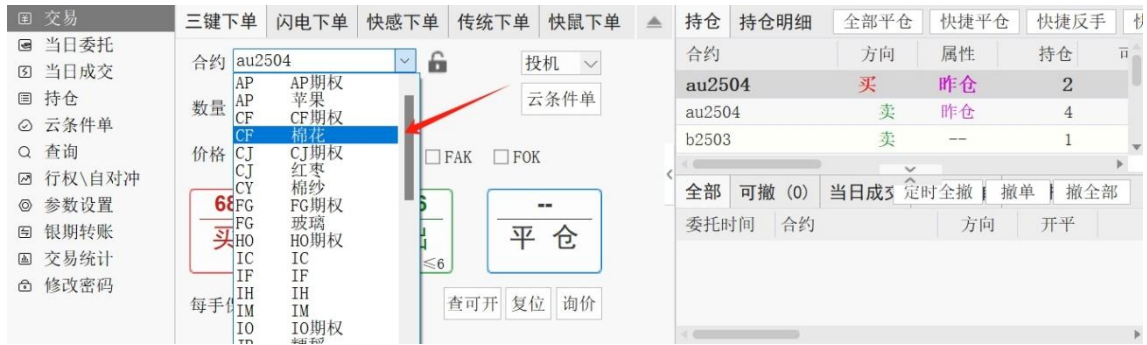 交易
当日委托
当日成交
持仓
云条件单
查询
行权\自对冲
参数设置
银期转账
交易统计
修改密码
三键下单 闪电下单 快感下单 传统下单 快鼠下单
合约 au2504 投机
数量 云条件单
价格 FAK FOK
AP AP期权
AP 苹果
CF CF期权
CF 棉花
CJ CJ期权
CJ 红枣
CY 棉纱
FG FG期权
FG 玻璃
HO HO期权
IC IC
IF IF
IH IH
IM IM
IO IO期权
68
买
≤6
--
平仓
每手保 查可开 复位 询价
持仓 持仓明细 全部平仓 快捷平仓 快捷反手
合约 方向 属性 持仓
au2504 买 昨仓 2
au2504 卖 昨仓 4
b2503 卖 -- 1
全部 可撤 (0) 当日成交 定时全撤 撤单 撤全部
委托时间 合约 方向 开平